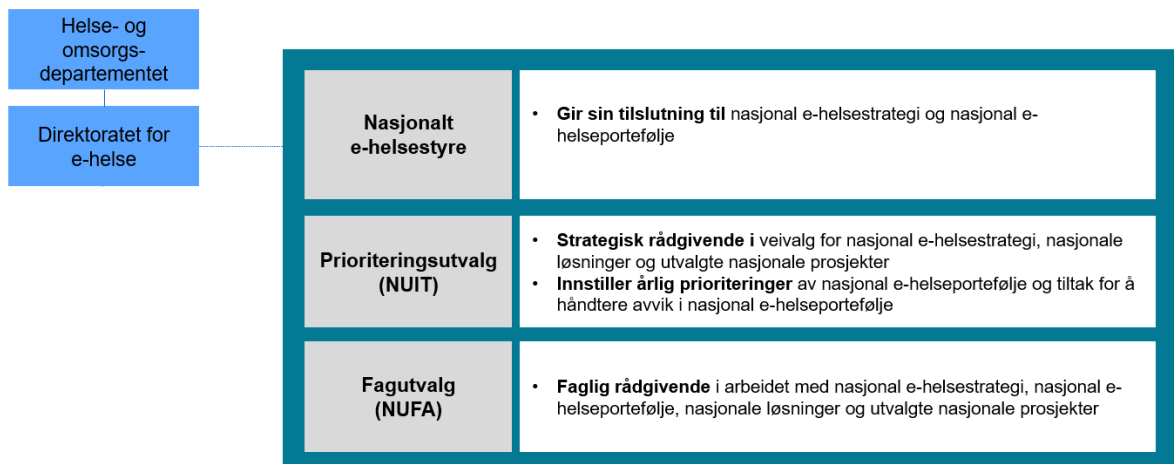 Helse- og
omsorgs-
departementet
Direktoratet for
e-helse
Nasjonalt
e-helsestyre
• Gir sin tilslutning til nasjonal e-helsestrategi og nasjonal e-
helseportefølje
Prioriteringsutvalg
(NUIT)
• Strategisk rådgivende i veivalg for nasjonal e-helsestrategi, nasjonale
løsninger og utvalgte nasjonale prosjekter
• Innstiller årlig prioriteringer av nasjonal e-helseportefølje og tiltak for å
håndtere avvik i nasjonal e-helseportefølje
Fagutvalg
(NUFA)
• Faglig rådgivende i arbeidet med nasjonal e-helsestrategi, nasjonal e-
helseportefølje, nasjonale løsninger og utvalgte nasjonale prosjekter